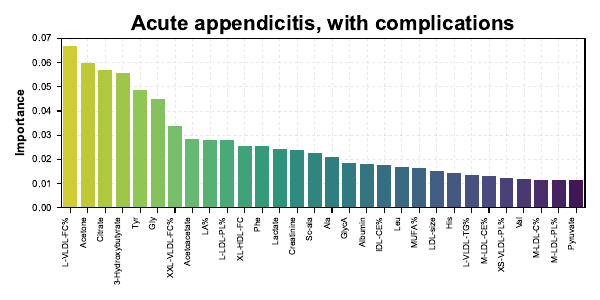 Acute appendicitis, with complications
0.07
0.06
0.05
0.04
0.03
0.02
0.01
0.00
Importance
L-VLDL-FC%
Acetone
Citrate
3-Hydroxybutyrate
Tyr
Gly
XXL-VLDL-FC%
Acetoacetate
LA%
L-LDL-PL%
XL-HDL-FC
Phe
Lactate
Creatinine
So-ala
Ala
GlycA
Albumin
IDL-CE%
Leu
MUFA%
LDL-size
His
L-VLDL-TG%
M-LDL-CE%
XS-VLDL-PL%
Val
M-LDL-C%
M-LDL-PL%
Pyruvate